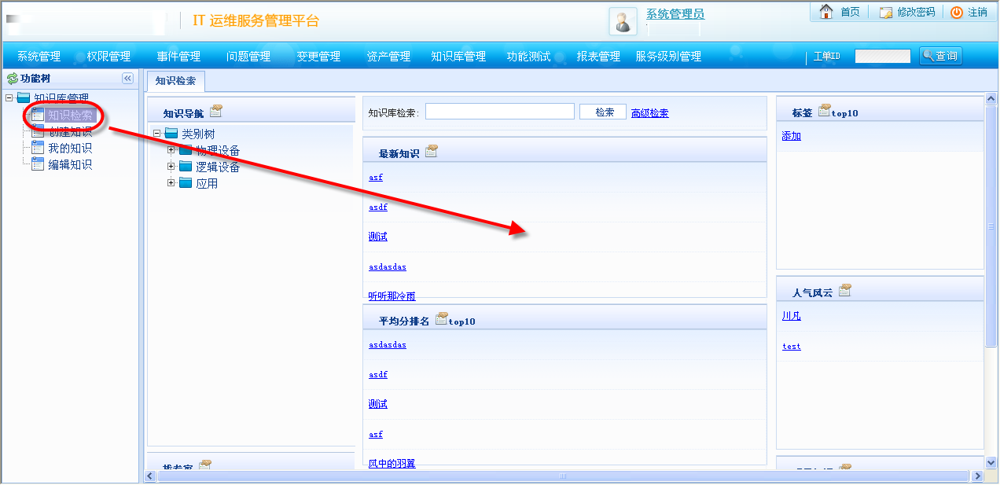 IT 运维服务管理平台
系统管理员
首页
修改密码
注销
系统管理 权限管理 事件管理 问题管理 变更管理 资产管理 知识库管理 功能测试 报表管理 服务级别管理
工单ID
查询
功能树
知识库管理
知识检索
创建知识
我的知识
编辑知识
知识检索
知识导航
类别树
物理设备
逻辑设备
应用
找专家
知识库检索:
检索
高级检索
最新知识
asf
asdf
测试
asdasdas
听听那冷雨
平均分排名 top10
asdasdas
asdf
测试
asf
风中的羽翼
标签 top10
添加
人气风云
川凡
test